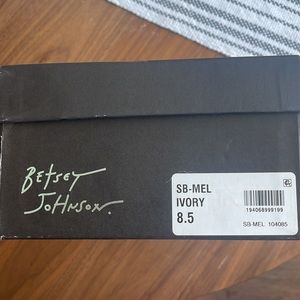 Betsey
Johnson.
SB-MEL
IVORY
8.5
194068999199
SB-MEL 104085